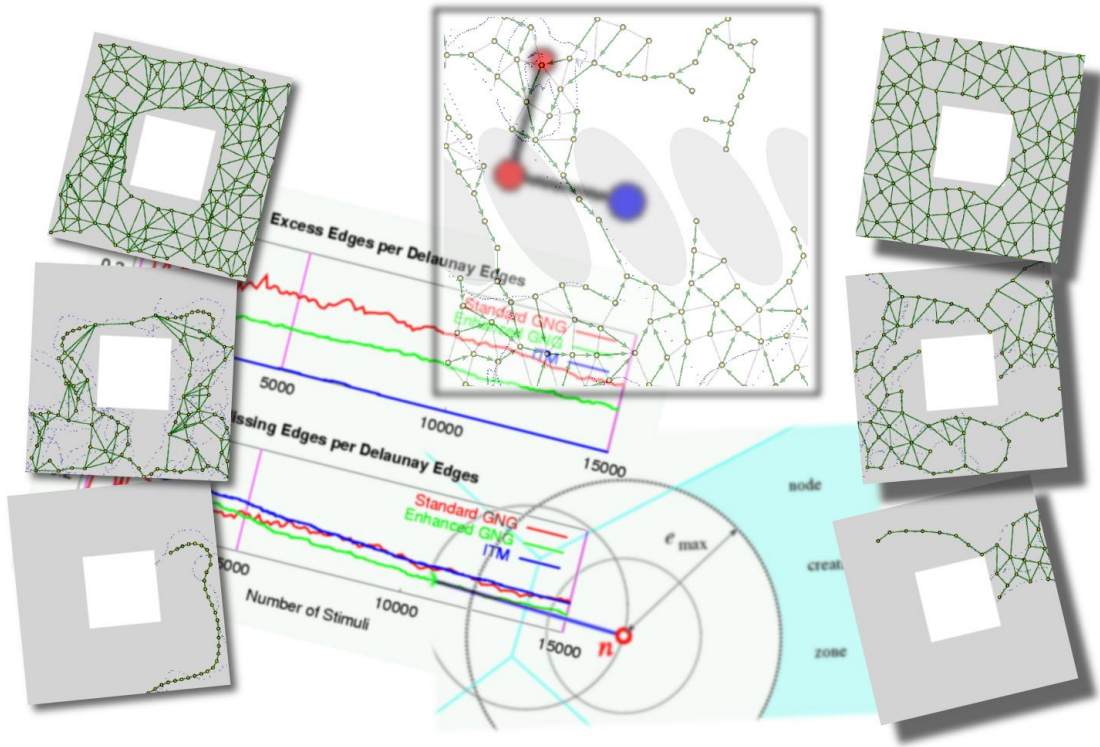 Excess Edges per Delaunay Edges
Standard GNG
Enhanced GNG
ITM
5000
10000
15000
issing Edges per Delaunay Edges
Standard GNG
Enhanced GNG
ITM
5000
10000
15000
Number of Stimuli
e max
n
node
creat
zone